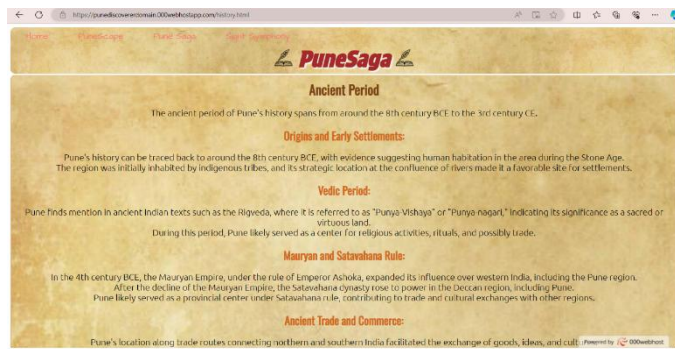 https://punediscovererdomain.000webhostapp.com/history.html
Home PuneScope Pune Saga Spirit Symphony
PuneSaga
Ancient Period
The ancient period of Pune's history spans from around the 8th century BCE to the 3rd century CE.
Origins and Early Settlements:
Pune's history can be traced back to around the 8th century BCE, with evidence suggesting human habitation in the area during the Stone Age.
The region was initially inhabited by indigenous tribes, and its strategic location at the confluence of rivers made it a favorable site for settlements.
Vedic Period:
Pune finds mention in ancient Indian texts such as the Rigveda, where it is referred to as "Punya-Vishaya" or "Punya-nagari," indicating its significance as a sacred or
virtuous land.
During this period, Pune likely served as a center for religious activities, rituals, and possibly trade.
Mauryan and Satavahana Rule:
In the 4th century BCE, the Mauryan Empire, under the rule of Emperor Ashoka, expanded its influence over western India, including the Pune region.
After the decline of the Mauryan Empire, the Satavahana dynasty rose to power in the Deccan region, including Pune.
Pune likely served as a provincial center under Satavahana rule, contributing to trade and cultural exchanges with other regions.
Ancient Trade and Commerce:
Pune's location along trade routes connecting northern and southern India facilitated the exchange of goods, ideas, and cult
Powered by 000webhost